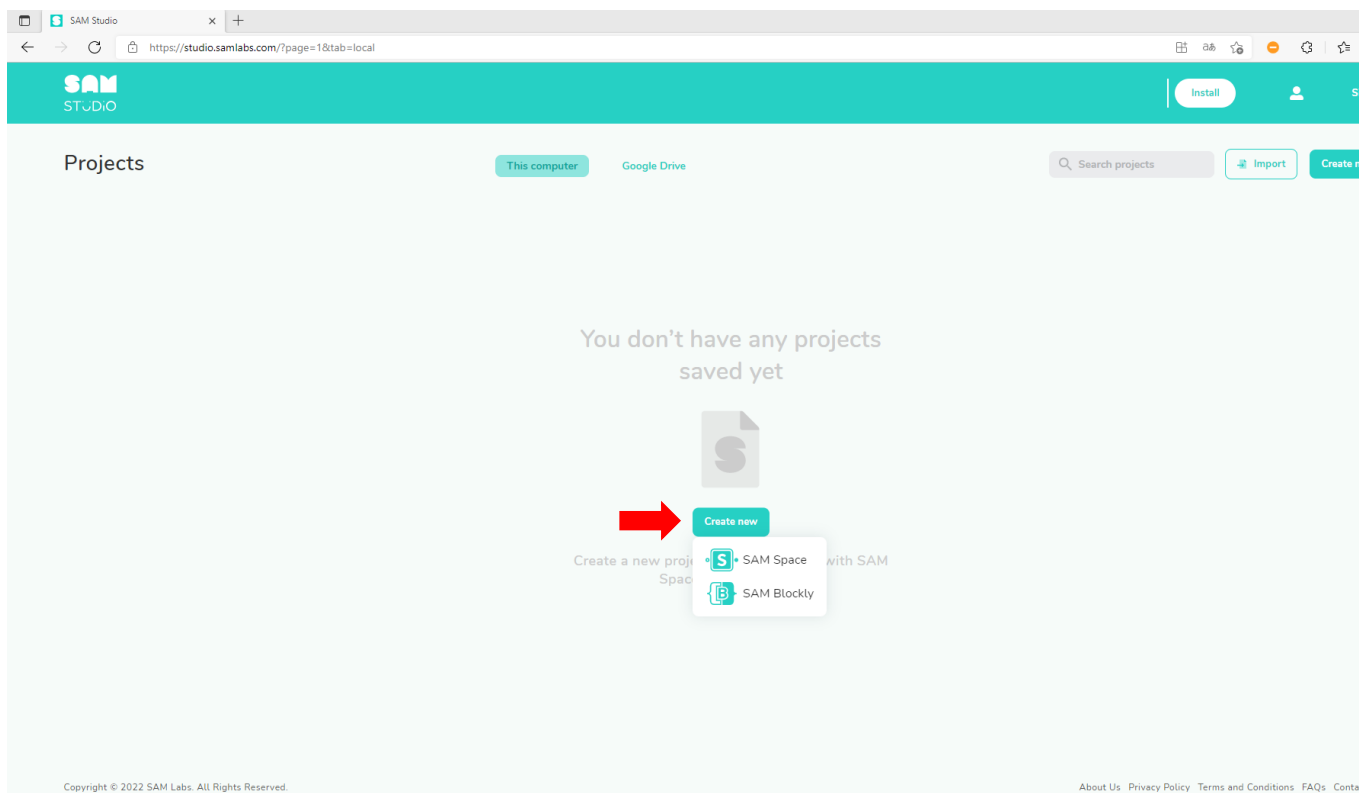 SAM Studio
https://studio.samlabs.com/?page=1&tab=local
SAM
STUDIO
Install
S
Projects
This computer
Google Drive
Search projects
Import
Create n
You don't have any projects
saved yet
S
Create new
Create a new proje
with SAM
Spac
S
SAM Space
B
SAM Blockly
Copyright © 2022 SAM Labs. All Rights Reserved.
About Us Privacy Policy Terms and Conditions FAQs Conta